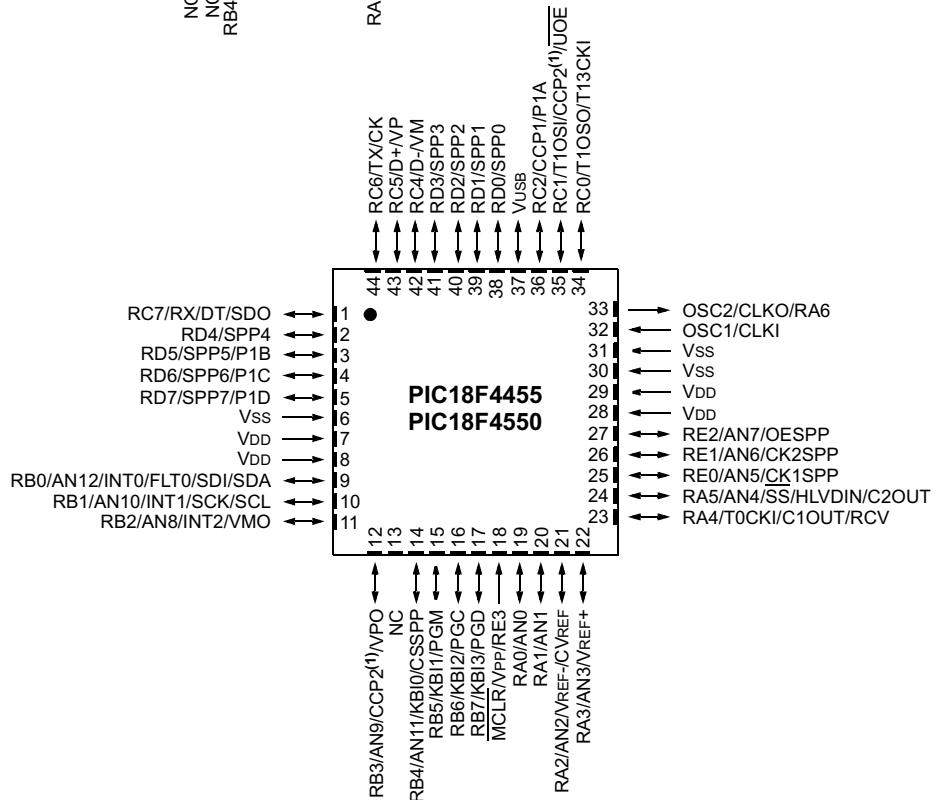 NC
NC
RB4
RA
RC6/TX/CK
RC5/D+/VP
RC4/D-/VM
RD3/SPP3
RD2/SPP2
RD1/SPP1
RD0/SPP0
VUSB
RC2/CCP1/P1A
RC1/T1OSI/CCP2(1)/UOE
RC0/T1OSO/T13CKI
44
43
42
41
40
39
38
37
36
35
34
RC7/RX/DT/SDO 1
RD4/SPP4 2
RD5/SPP5/P1B 3
RD6/SPP6/P1C 4
RD7/SPP7/P1D 5
VSS 6
VDD 7
VDD 8
RB0/AN12/INT0/FLT0/SDI/SDA 9
RB1/AN10/INT1/SCK/SCL 10
RB2/AN8/INT2/VMO 11
PIC18F4455
PIC18F4550
33 OSC2/CLKO/RA6
32 OSC1/CLKI
31 VSS
30 VSS
29 VDD
28 VDD
27 RE2/AN7/OESPP
26 RE1/AN6/CK2SPP
25 RE0/AN5/CK1SPP
24 RA5/AN4/SS/HLVDIN/C2OUT
23 RA4/T0CKI/C1OUT/RCV
12
13
14
15
16
17
18
19
20
21
22
RB3/AN9/CCP2(1)/VPO
NC
RB4/AN11/KBI0/CSSPP
RB5/KBI1/PGM
RB6/KBI2/PGC
RB7/KBI3/PGD
MCLR/VPP/RE3
RA0/AN0
RA1/AN1
RA2/AN2/VREF-/CVREF
RA3/AN3/VREF+